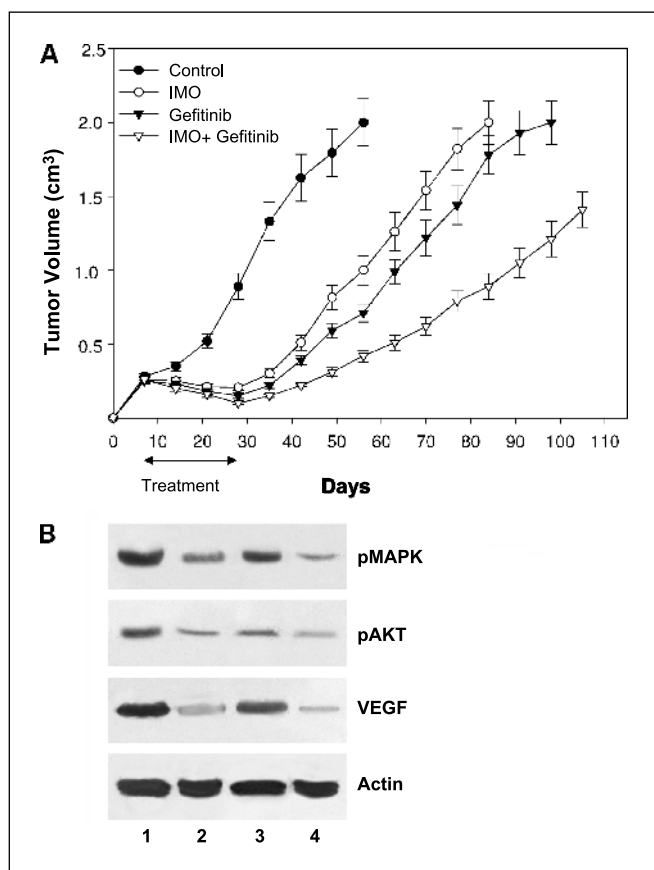 A
Control
IMO
Gefitinib
IMO+ Gefitinib
Tumor Volume (cm³)
2.5
2.0
1.5
1.0
0.5
0 10 20 30 40 50 60 70 80 90 100 110
Treatment
Days
B
pMAPK
pAKT
VEGF
Actin
1 2 3 4